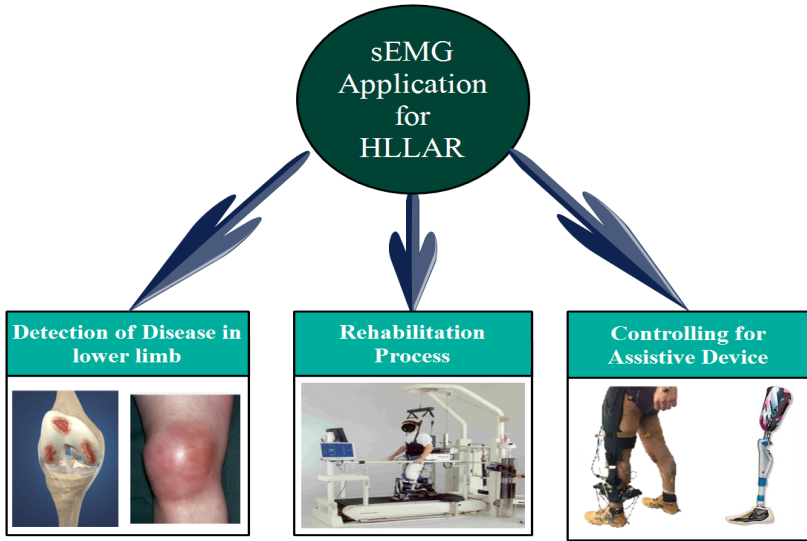 sEMG
Application
for
HLLAR
Detection of Disease in
lower limb
Rehabilitation
Process
Controlling for
Assistive Device